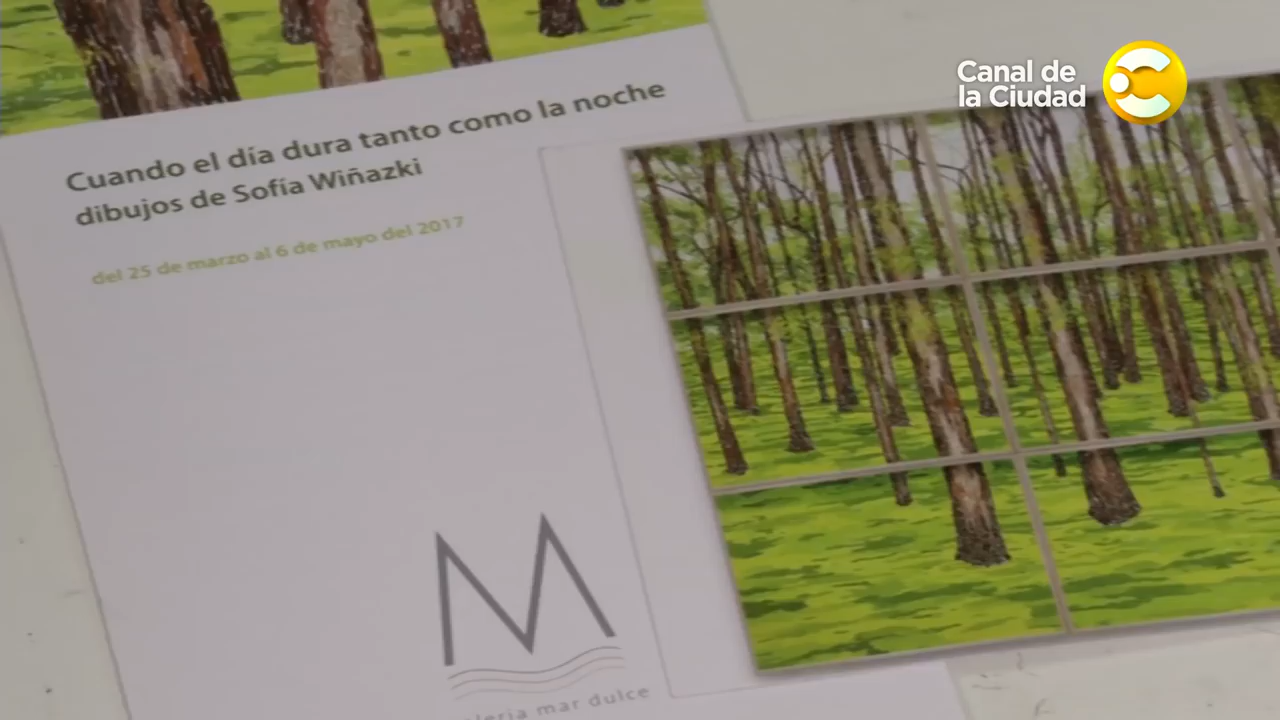 Canal de
la Ciudad
Cuando el día dura tanto como la noche
dibujos de Sofía Wiñazki
del 25 de marzo al 6 de mayo del 2017
M
mar dulce